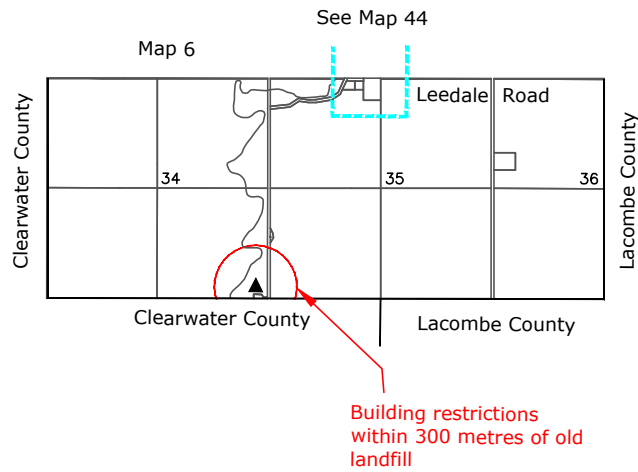 See Map 44
Map 6
Leedale Road
Clearwater County
34
35
36
Lacombe County
Clearwater County
Lacombe County
Building restrictions
within 300 metres of old
landfill